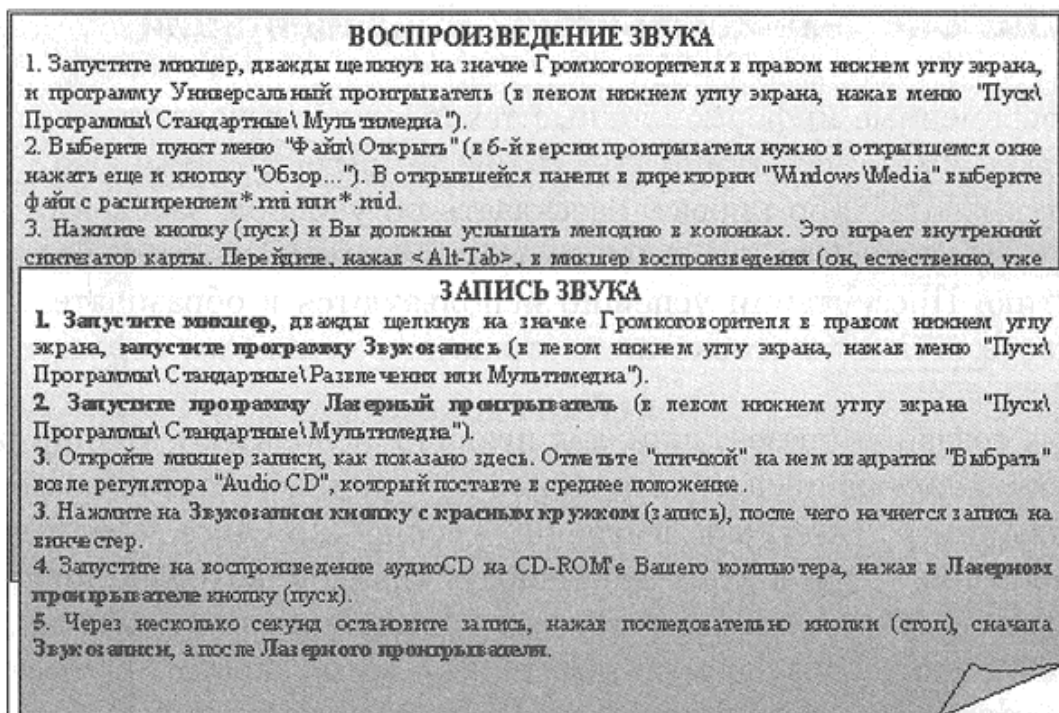 ВОСПРОИЗВЕДЕНИЕ ЗВУКА
1. Запустите микшер, дважды щелкнув на значке Громкоговорителя в правом нижнем углу экрана,
и программу Универсальный проигрыватель (в левом нижнем углу экрана, нажав меню "Пуск\
Программы\ Стандартные\ Мультимедиа").
2. Выберите пункт меню "Файл\ Открыть" (в 6-й версии проигрывателя нужно в открывшемся окне
нажать еще и кнопку "Обзор..."). В открывшейся панели в директории "Windows\Media" выберите
файл с расширением *.rmi или *.mid.
3. Нажмите кнопку (пуск) и Вы должны услышать мелодию в колонках. Это играет внутренний
синтезатор карты. Перейдите, нажав <Alt-Tab>, в микшер воспроизведения (он, естественно, уже
ЗАПИСЬ ЗВУКА
1. Запустите микшер, дважды щелкнув на значке Громкоговорителя в правом нижнем углу
экрана, запустите программу Звукозапись (в левом нижнем углу экрана, нажав меню "Пуск\
Программы\ Стандартные\Развлечения или Мультимедиа").
2. Запустите программу Лазерный проигрыватель (в левом нижнем углу экрана "Пуск\
Программы\ Стандартные\Мультимедиа").
3. Откройте микшер записи, как показано здесь. Отметьте "птичкой" на нем квадратик "Выбрать"
возле регулятора "Audio CD", который поставте в среднее положение.
3. Нажмите на Звукозаписи кнопку с красным кружком (запись), после чего начнется запись на
винчестер.
4. Запустите на воспроизведение аудиоCD на CD-ROM'е Вашего компьютера, нажав в Лазерном
проигрывателе кнопку (пуск).
5. Через несколько секунд остановите запись, нажав последовательно кнопки (стоп), сначала
Звукозаписи, а после Лазерного проигрывателя.